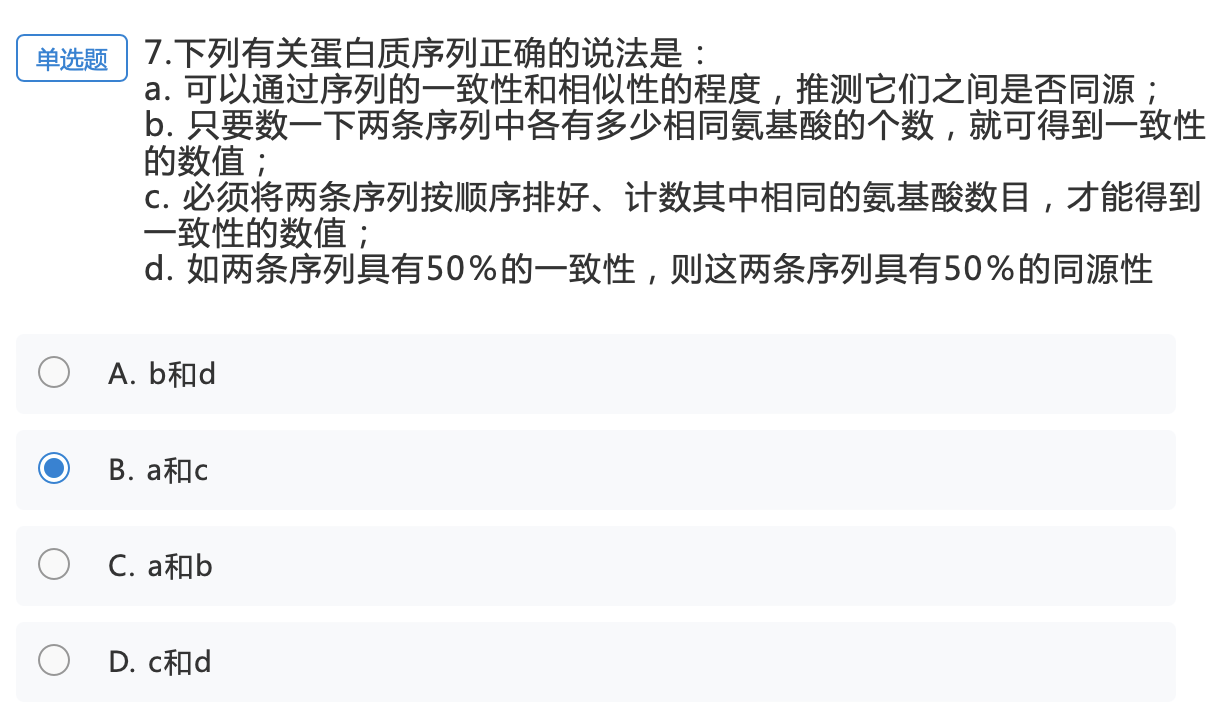 单选题
7.下列有关蛋白质序列正确的说法是：
a. 可以通过序列的一致性和相似性的程度，推测它们之间是否同源；
b. 只要数一下两条序列中各有多少相同氨基酸的个数，就可得到一致性
的数值；
c. 必须将两条序列按顺序排好、计数其中相同的氨基酸数目，才能得到
一致性的数值；
d. 如两条序列具有50%的一致性，则这两条序列具有50%的同源性
A. b和d
B. a和c
C. a和b
D. c和d